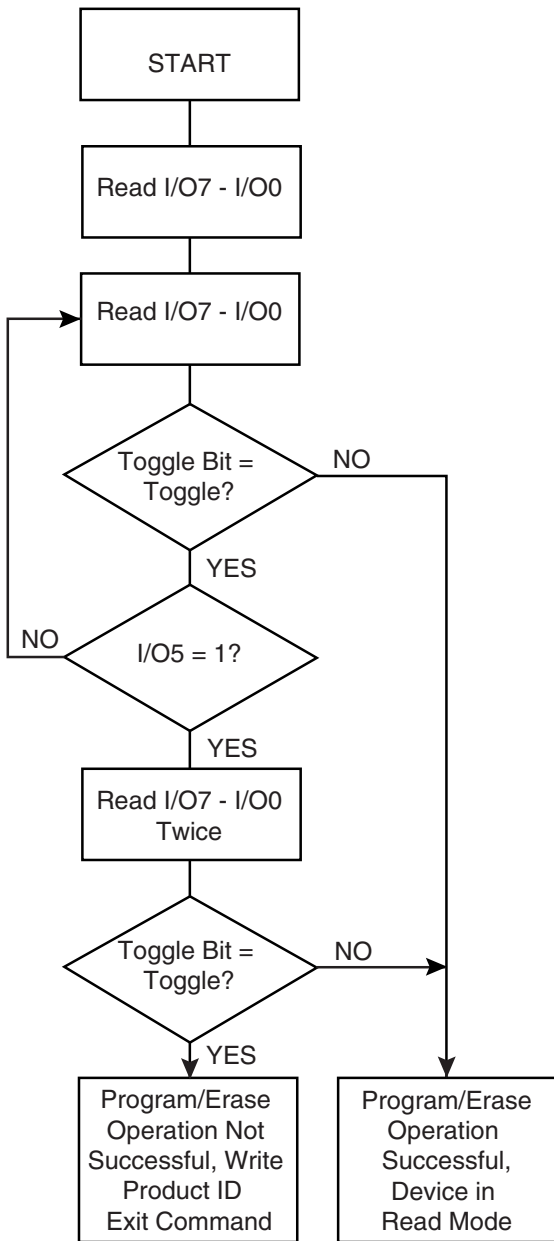 START
Read I/O7 - I/O0
Read I/O7 - I/O0
Toggle Bit =
Toggle?
NO
YES
NO
I/O5 = 1?
YES
Read I/O7 - I/O0
Twice
Toggle Bit =
Toggle?
NO
YES
Program/Erase
Operation Not
Successful, Write
Product ID
Exit Command
Program/Erase
Operation
Successful,
Device in
Read Mode